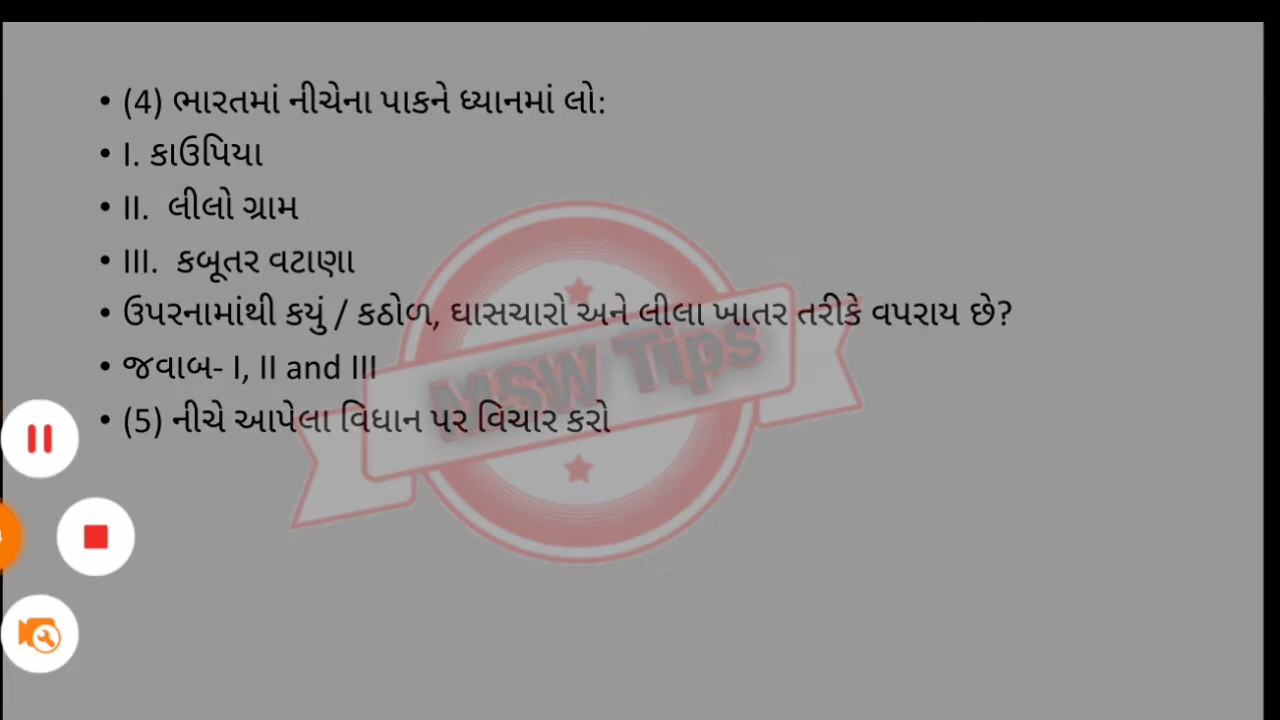 • (4) ભારતમાં નીચેના પાકને ધ્યાનમાં લો:
• I. કાઉપિયા
• II. લીલો ગ્રામ
• III. કબૂતર વટાણા
• ઉપરનામાંથી કયું / કઠોળ, ઘાસચારો અને લીલા ખાતર તરીકે વપરાય છે?
• જવાબ- I, II and III
• (5) નીચે આપેલા વિધાન પર વિચાર કરો
MSW Tips